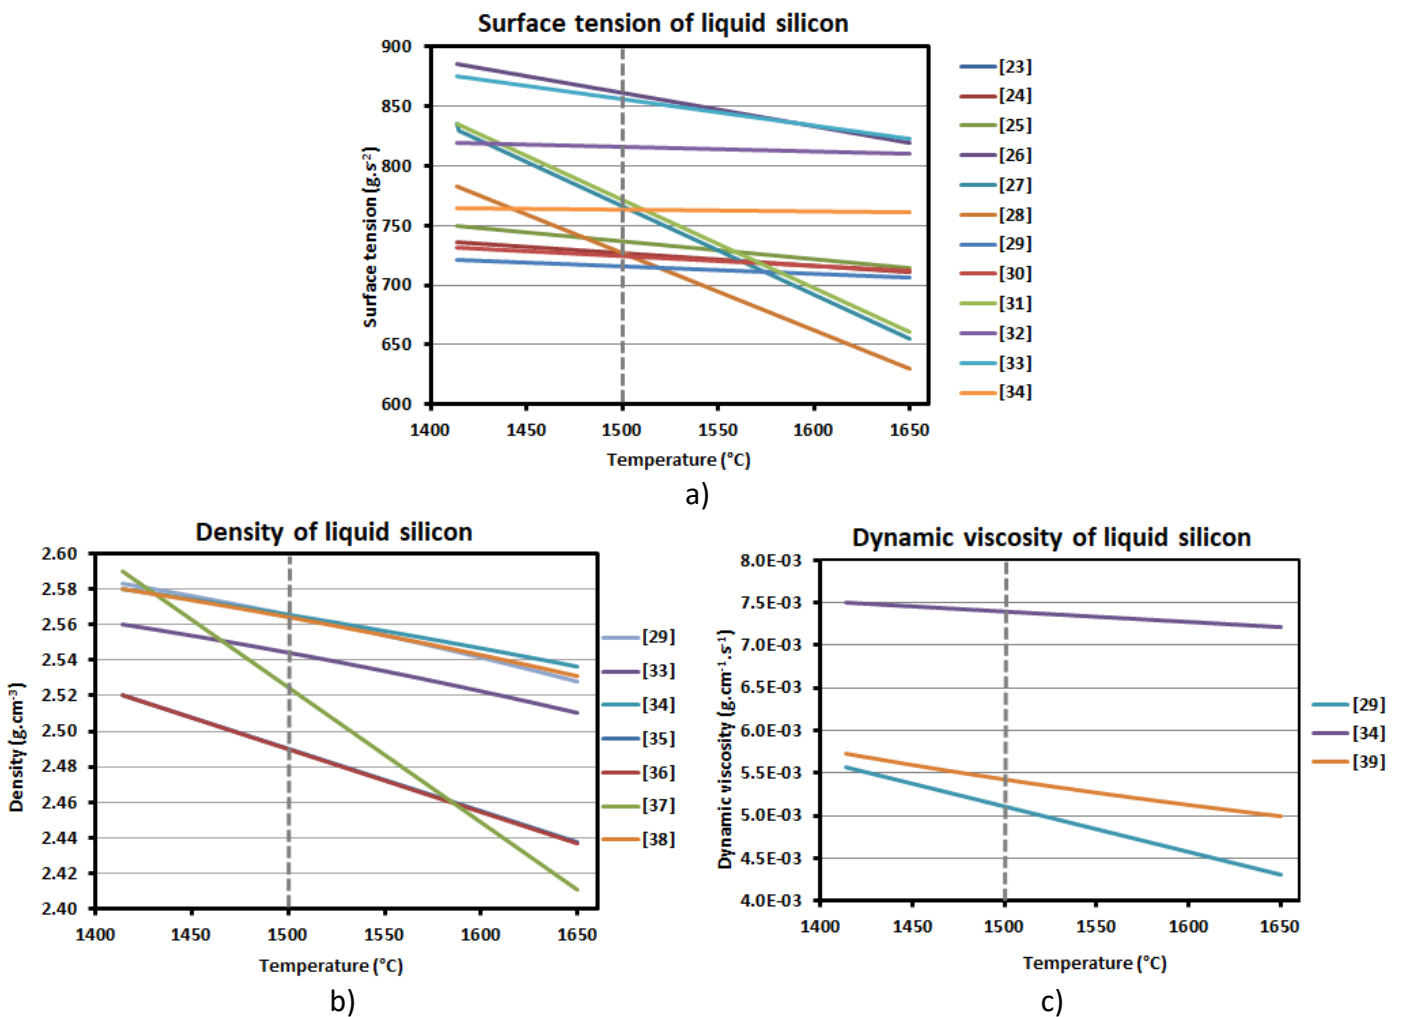 Surface tension of liquid silicon
Surface tension (g.s⁻²)
900
850
800
750
700
650
600
1400 1450 1500 1550 1600 1650
Temperature (°C)
[23]
[24]
[25]
[26]
[27]
[28]
[29]
[30]
[31]
[32]
[33]
[34]
a)
Density of liquid silicon
Density (g.cm⁻³)
2.60
2.58
2.56
2.54
2.52
2.50
2.48
2.46
2.44
2.42
2.40
1400 1450 1500 1550 1600 1650
Temperature (°C)
[29]
[33]
[34]
[35]
[36]
[37]
[38]
b)
Dynamic viscosity of liquid silicon
Dynamic viscosity (g.cm⁻¹.s⁻¹)
8.0E-03
7.5E-03
7.0E-03
6.5E-03
6.0E-03
5.5E-03
5.0E-03
4.5E-03
4.0E-03
1400 1450 1500 1550 1600 1650
Temperature (°C)
[29]
[34]
[39]
c)